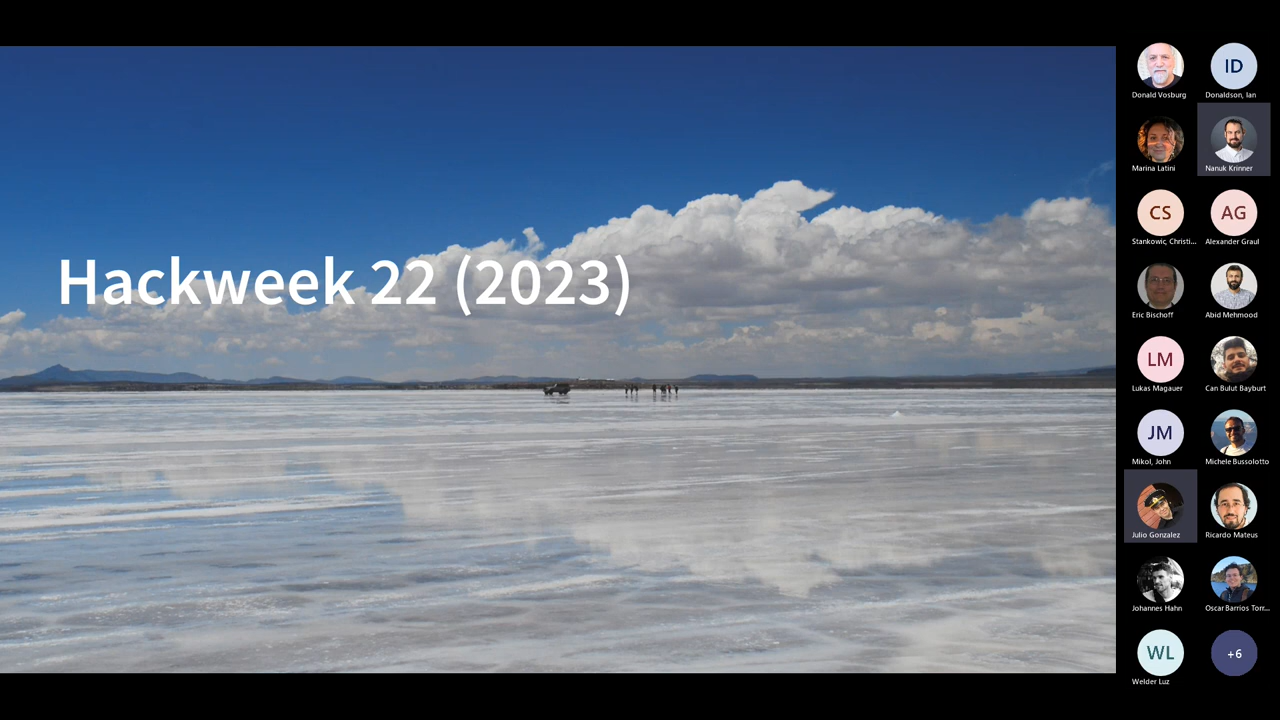 Hackweek 22 (2023)
Donald Vosburg
ID
Donaldson, Ian
Marina Latini
Nanuk Krinner
CS
Stankowic, Christi...
AG
Alexander Graul
Eric Bischoff
Abid Mehmood
LM
Lukas Magauer
Can Bulut Bayburt
JM
Mikol, John
Michele Bussolotto
Julio Gonzalez
Ricardo Mateus
Johannes Hahn
Oscar Barrios Torr...
WL
Welder Luz
+6